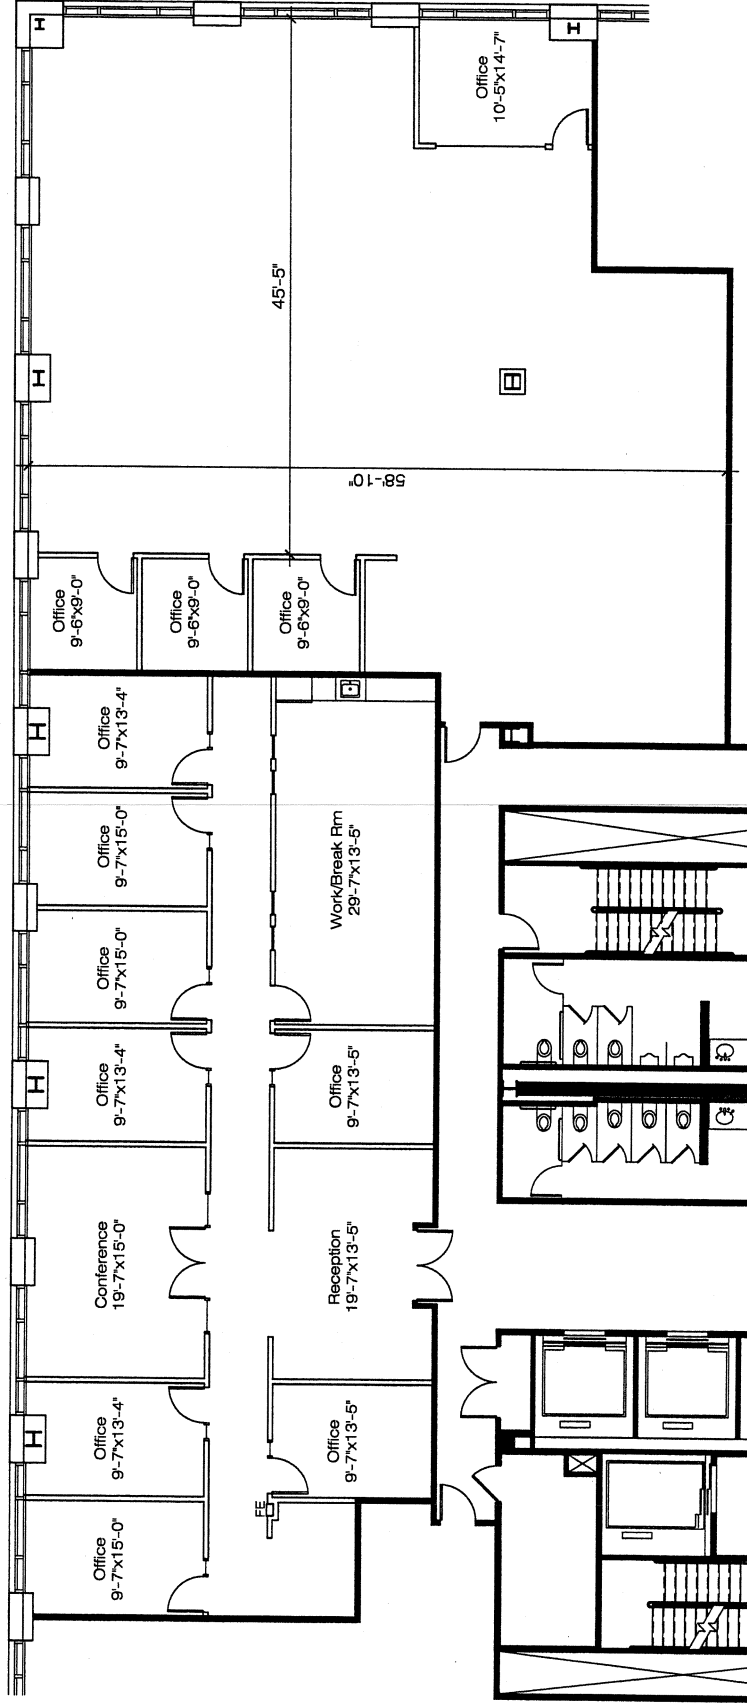 Office
10'-5"x14'-7"
45'-5"
58'-10"
Office
9'-6"x9'-0"
Office
9'-6"x9'-0"
Office
9'-6"x9'-0"
Office
9'-7"x13'-4"
Office
9'-7"x15'-0"
Work/Break Rm
29'-7"x13'-5"
Office
9'-7"x15'-0"
Office
9'-7"x13'-4"
Office
9'-7"x13'-5"
Conference
19'-7"x15'-0"
Reception
19'-7"x13'-5"
Office
9'-7"x13'-4"
Office
9'-7"x13'-5"
FE
Office
9'-7"x15'-0"